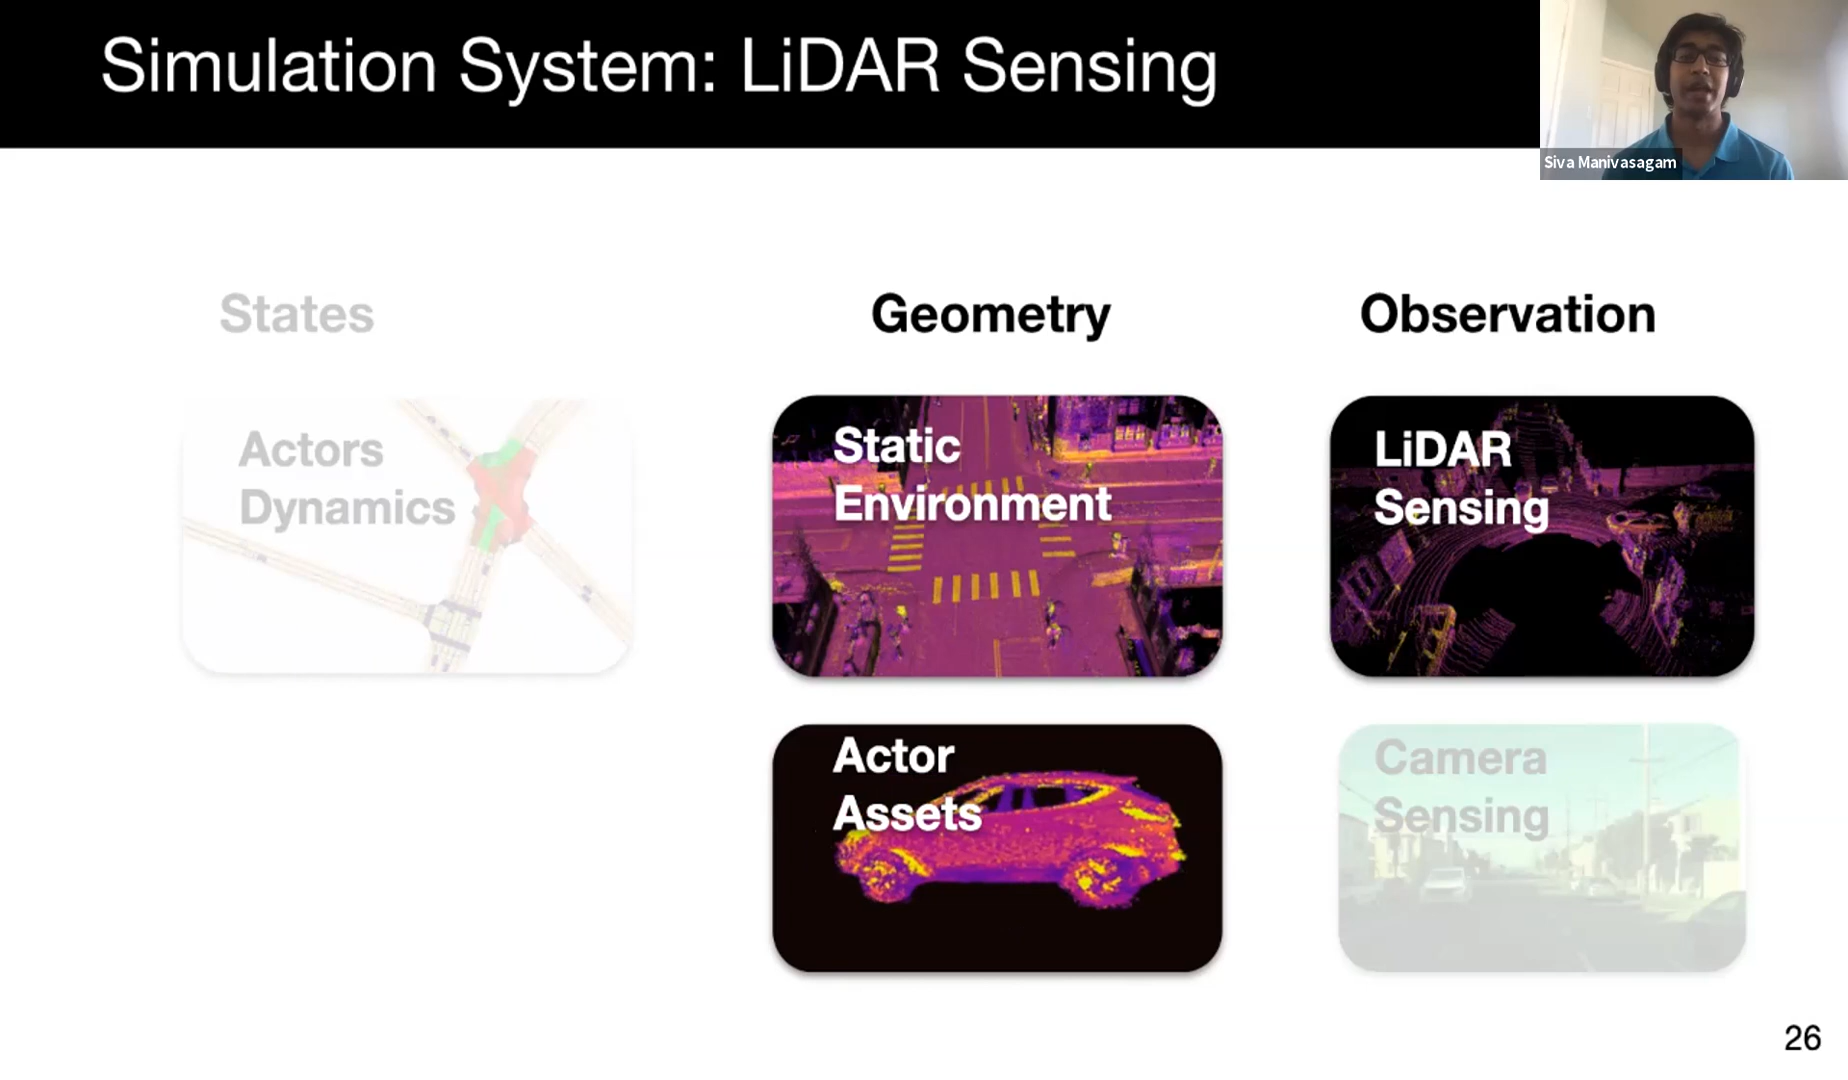 Simulation System: LiDAR Sensing
Siva Manivasagam
States
Geometry
Observation
Actors
Dynamics
Static
Environment
LiDAR
Sensing
Actor
Assets
Camera
Sensing
26